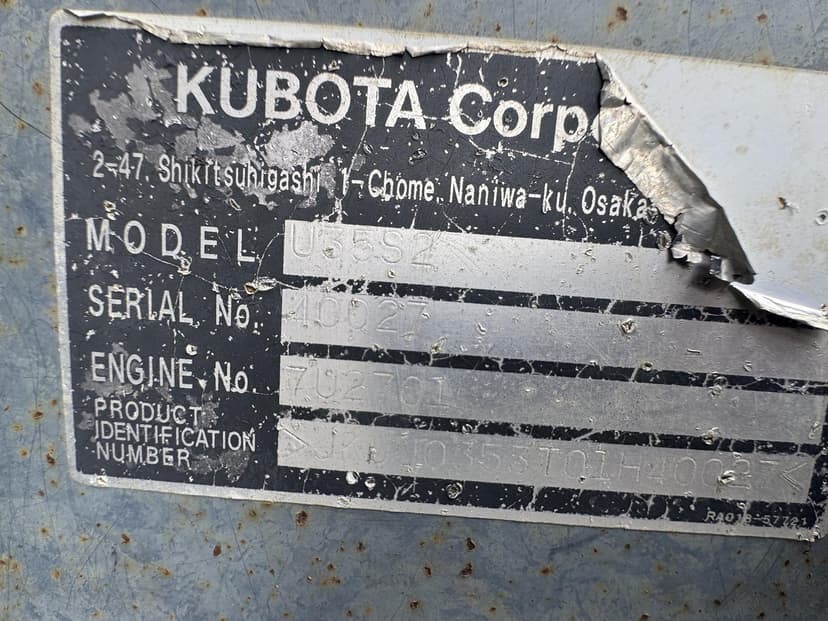 KUBOTA Corpo
2-47, Shikitsuhigashi 1-Chome, Naniwa-ku, Osaka
MODEL U35S2
SERIAL No. 40027
ENGINE No. 7U2701
PRODUCT
IDENTIFICATION
NUMBER